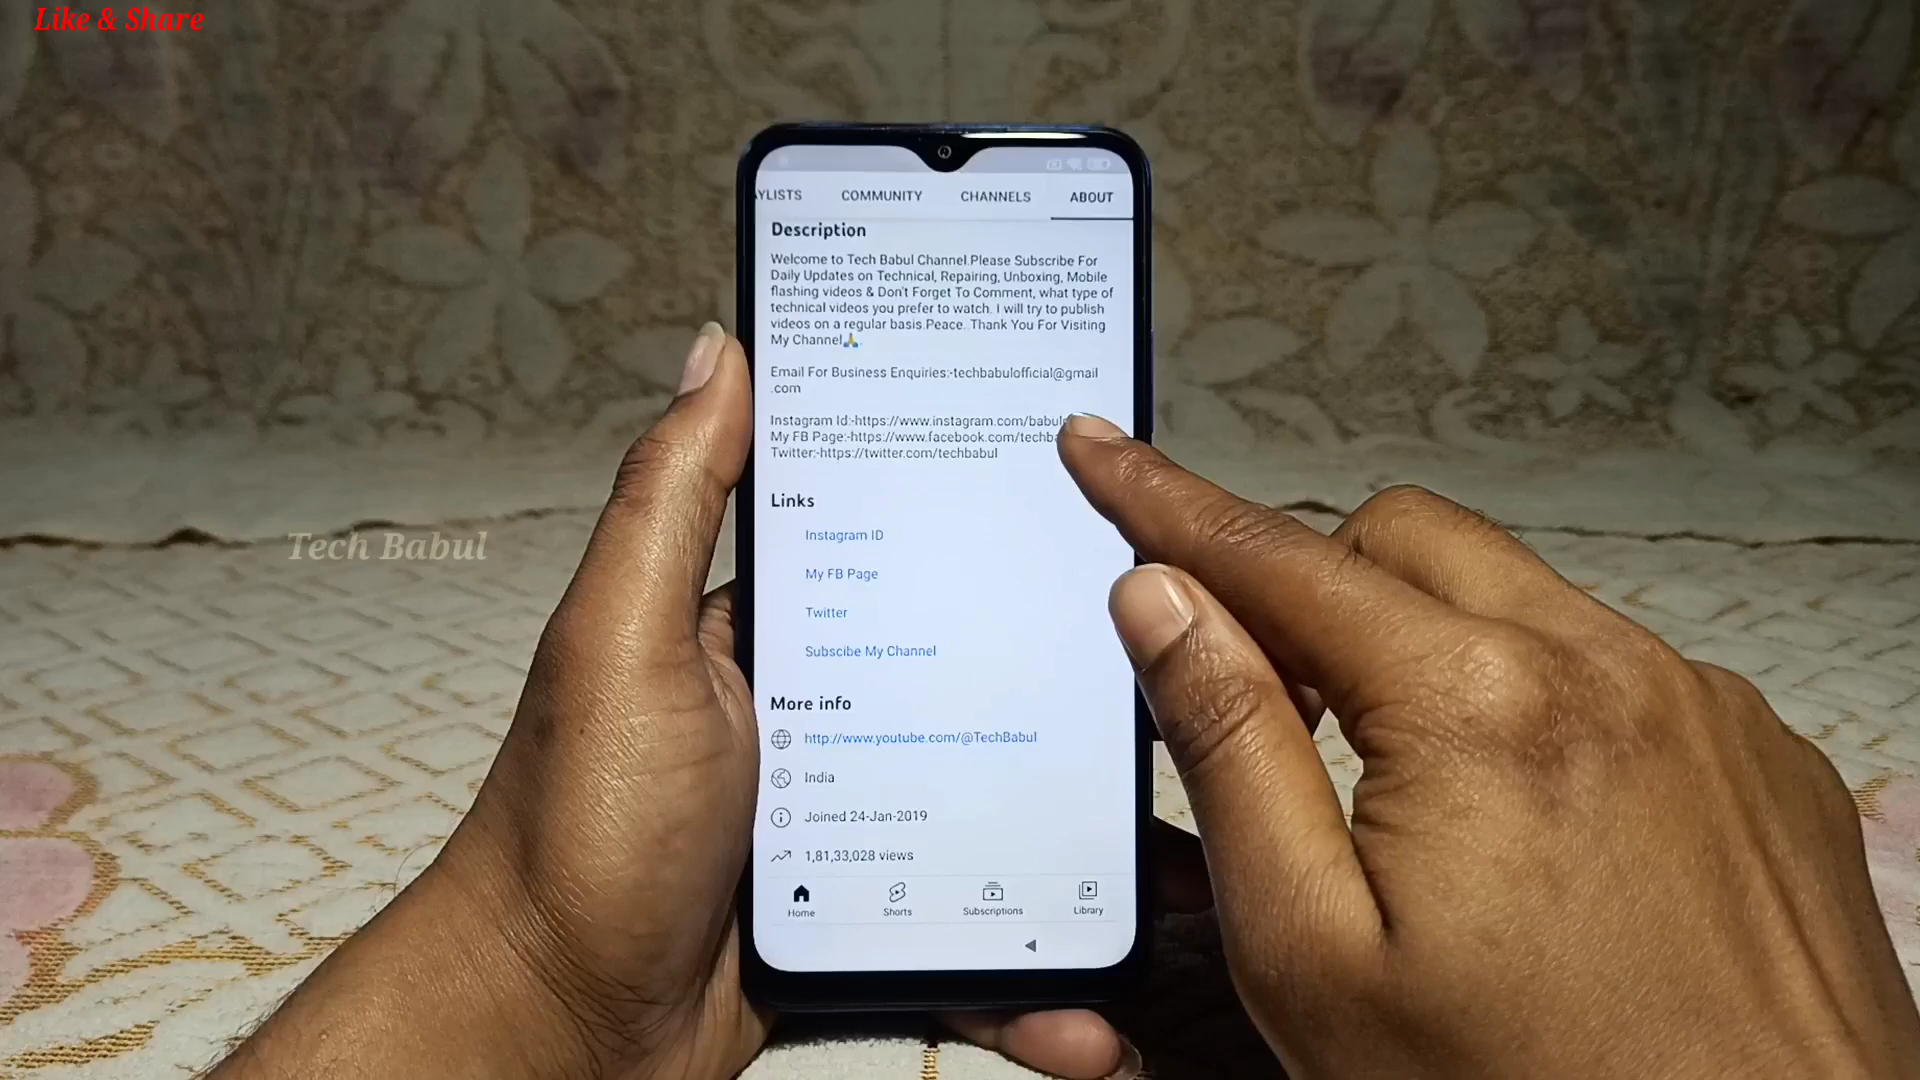 Like & Share
COMMUNITY CHANNELS ABOUT
Description
Welcome to Tech Babul Channel.Please Subscribe For
Daily Updates on Technical, Repairing, Unboxing, Mobile
flashing videos & Don't Forget To Comment, what type of
technical videos you prefer to watch. I will try to publish
videos on a regular basis.Peace. Thank You For Visiting
My Channel🙏.
Email For Business Enquiries:-techbabulofficial@gmail
.com
Instagram Id:-https://www.instagram.com/babul
My FB Page:-https://www.facebook.com/techba
Twitter:-https://twitter.com/techbabul
Links
Instagram ID
Tech Babul
My FB Page
Twitter
Subscibe My Channel
More info
http://www.youtube.com/@TechBabul
India
Joined 24-Jan-2019
1,81,33,028 views
Home Shorts Subscriptions Library